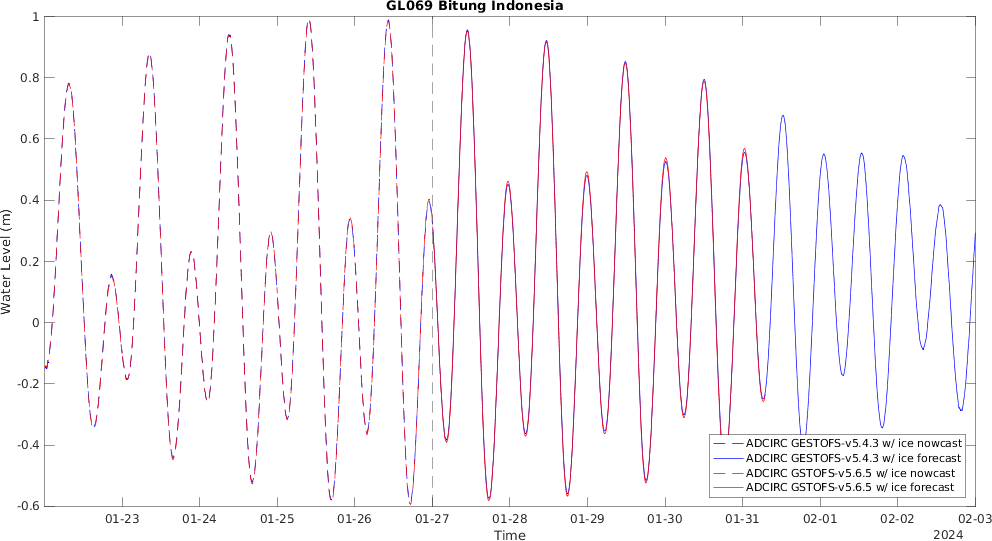 GL069 Bitung Indonesia
1
0.8
0.6
0.4
0.2
0
-0.2
-0.4
-0.6
Water Level (m)
ADCIRC GESTOFS-v5.4.3 w/ ice nowcast
ADCIRC GESTOFS-v5.4.3 w/ ice forecast
ADCIRC GSTOFS-v5.6.5 w/ ice nowcast
ADCIRC GSTOFS-v5.6.5 w/ ice forecast
01-23 01-24 01-25 01-26 01-27 01-28 01-29 01-30 01-31 02-01 02-02 02-03
Time
2024